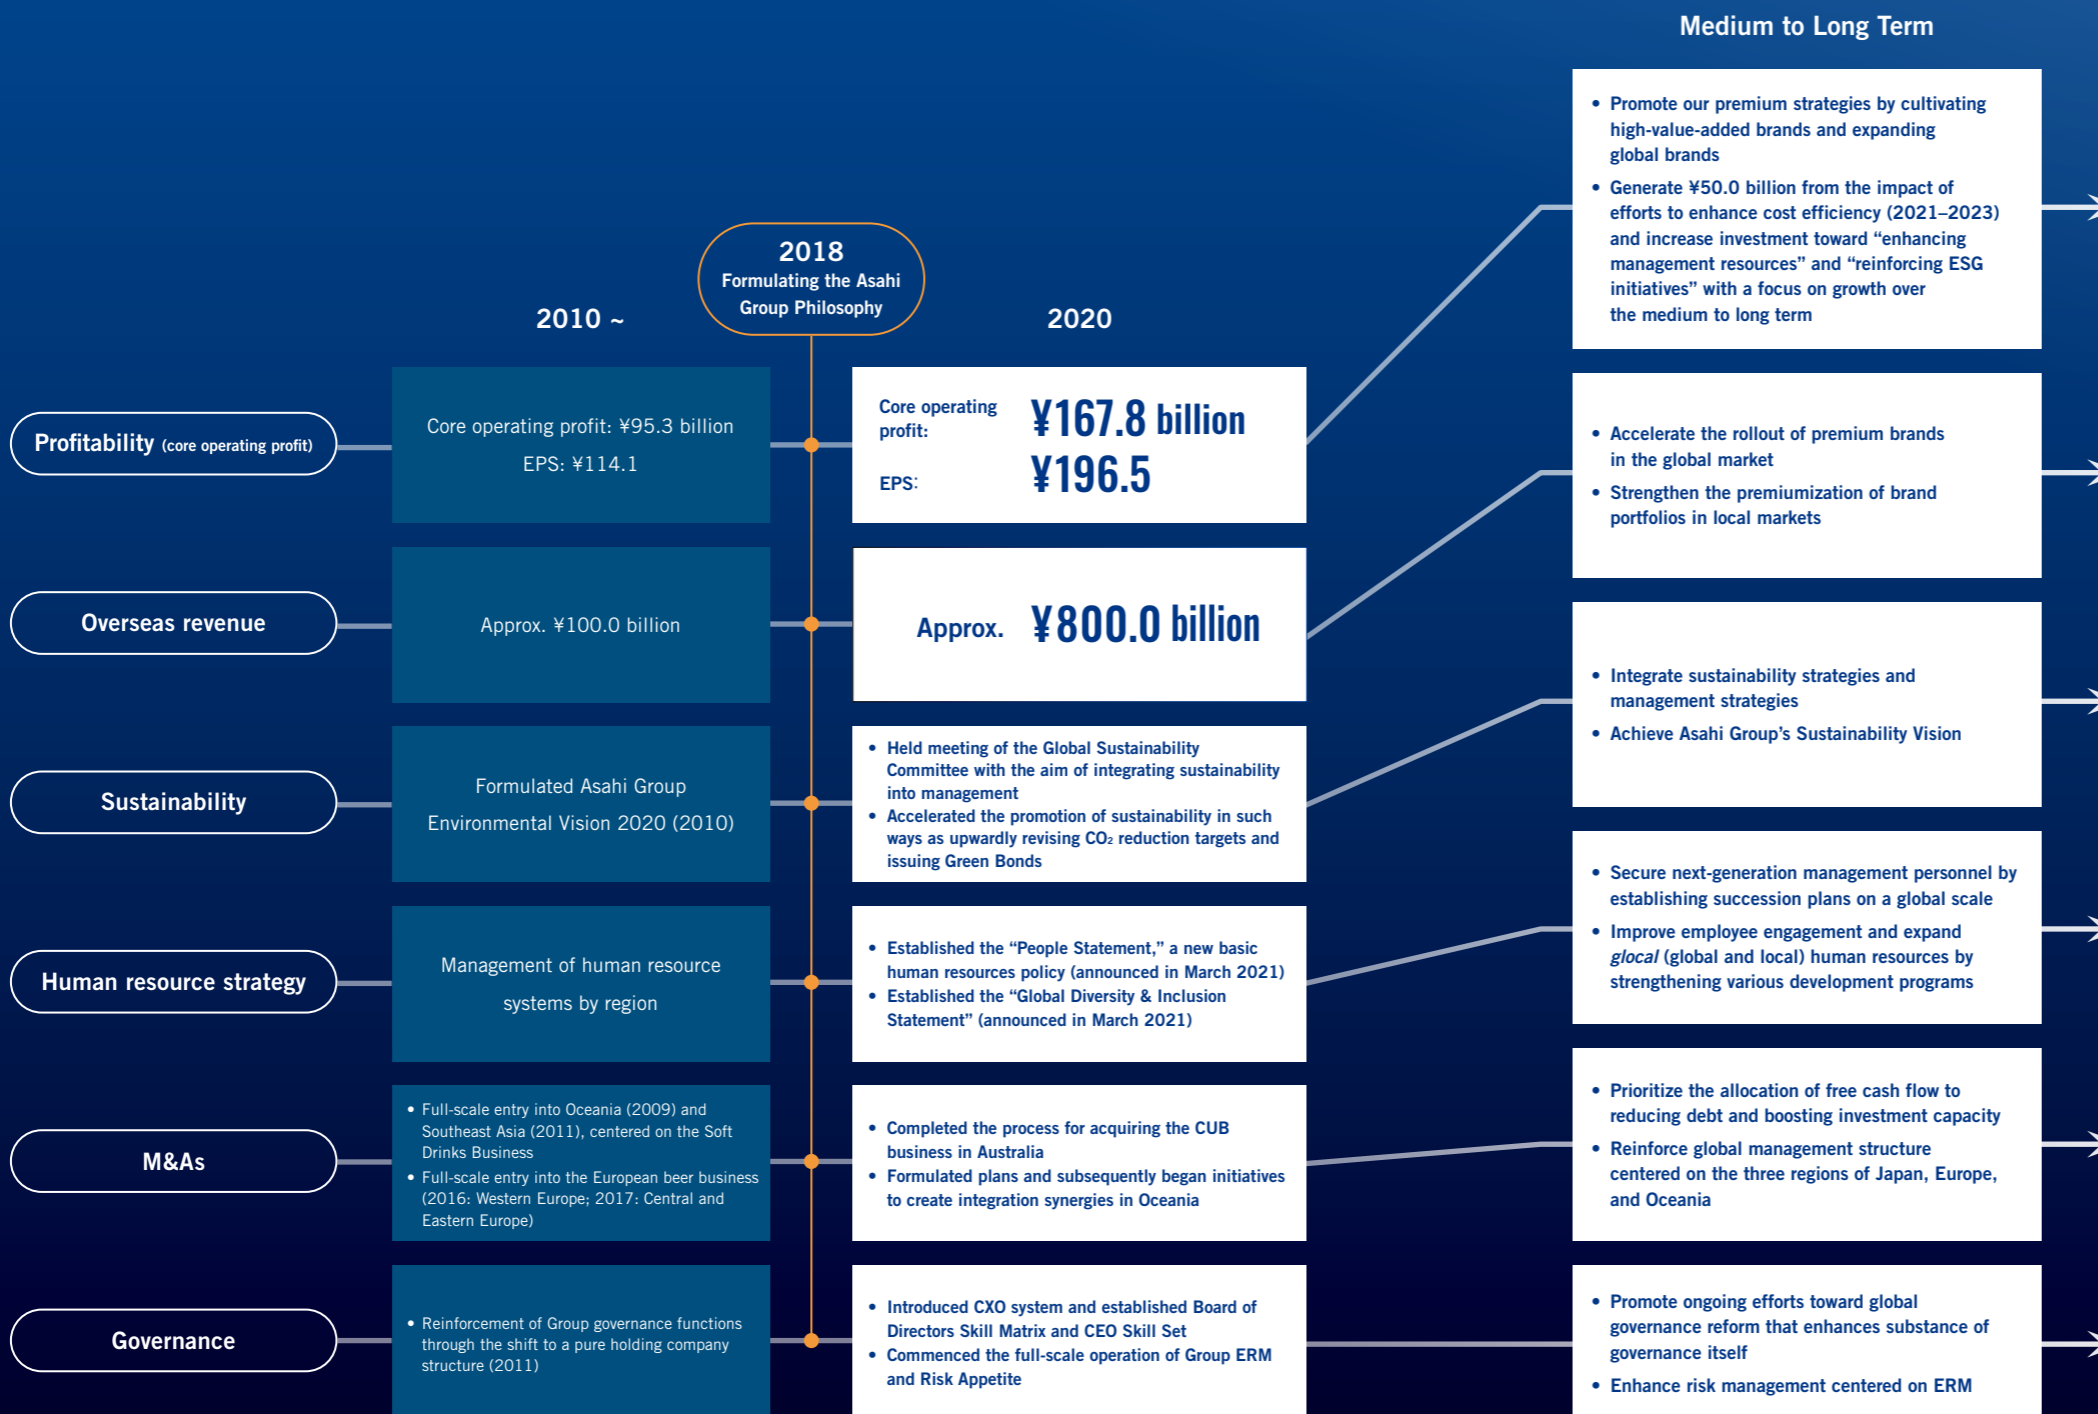 Medium to Long Term
2010 ~
2018
Formulating the Asahi
Group Philosophy
2020
Profitability (core operating profit)
Core operating profit: ¥95.3 billion
EPS: ¥114.1
Core operating
profit:
¥167.8 billion
EPS:
¥196.5
• Promote our premium strategies by cultivating
high-value-added brands and expanding
global brands
• Generate ¥50.0 billion from the impact of
efforts to enhance cost efficiency (2021–2023)
and increase investment toward “enhancing
management resources” and “reinforcing ESG
initiatives” with a focus on growth over
the medium to long term
Overseas revenue
Approx. ¥100.0 billion
Approx. ¥800.0 billion
• Accelerate the rollout of premium brands
in the global market
• Strengthen the premiumization of brand
portfolios in local markets
Sustainability
Formulated Asahi Group
Environmental Vision 2020 (2010)
• Held meeting of the Global Sustainability
Committee with the aim of integrating sustainability
into management
• Accelerated the promotion of sustainability in such
ways as upwardly revising CO₂ reduction targets and
issuing Green Bonds
• Integrate sustainability strategies and
management strategies
• Achieve Asahi Group’s Sustainability Vision
Human resource strategy
Management of human resource
systems by region
• Established the “People Statement,” a new basic
human resources policy (announced in March 2021)
• Established the “Global Diversity & Inclusion
Statement” (announced in March 2021)
• Secure next-generation management personnel by
establishing succession plans on a global scale
• Improve employee engagement and expand
glocal (global and local) human resources by
strengthening various development programs
M&As
• Full-scale entry into Oceania (2009) and
Southeast Asia (2011), centered on the Soft
Drinks Business
• Full-scale entry into the European beer business
(2016: Western Europe; 2017: Central and
Eastern Europe)
• Completed the process for acquiring the CUB
business in Australia
• Formulated plans and subsequently began initiatives
to create integration synergies in Oceania
• Prioritize the allocation of free cash flow to
reducing debt and boosting investment capacity
• Reinforce global management structure
centered on the three regions of Japan, Europe,
and Oceania
Governance
• Reinforcement of Group governance functions
through the shift to a pure holding company
structure (2011)
• Introduced CXO system and established Board of
Directors Skill Matrix and CEO Skill Set
• Commenced the full-scale operation of Group ERM
and Risk Appetite
• Promote ongoing efforts toward global
governance reform that enhances substance of
governance itself
• Enhance risk management centered on ERM